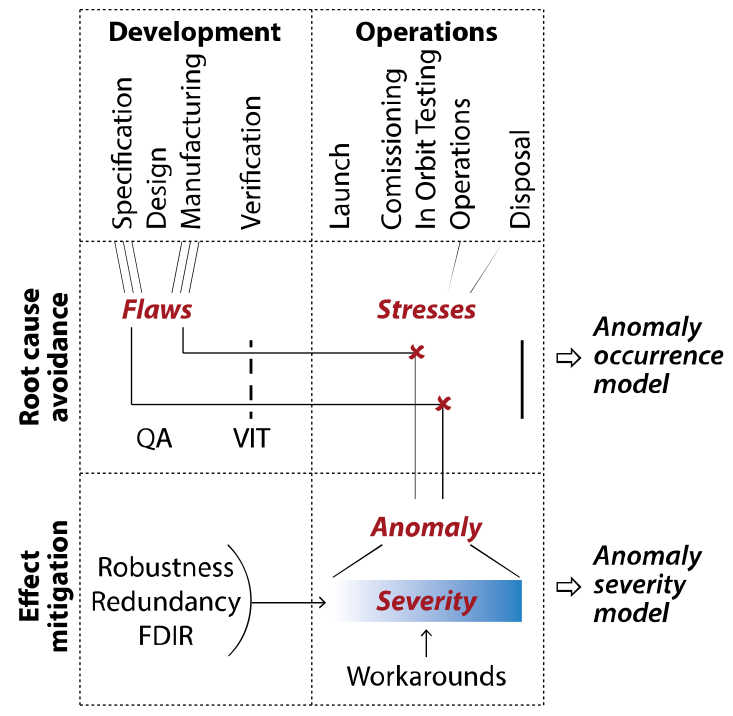 Development
Operations
Specification
Design
Manufacturing
Verification
Launch
Comissioning
In Orbit Testing
Operations
Disposal
Root cause
avoidance
Flaws
Stresses
QA
VIT
Anomaly
occurrence
model
Effect
mitigation
Robustness
Redundancy
FDIR
Anomaly
Severity
Workarounds
Anomaly
severity
model